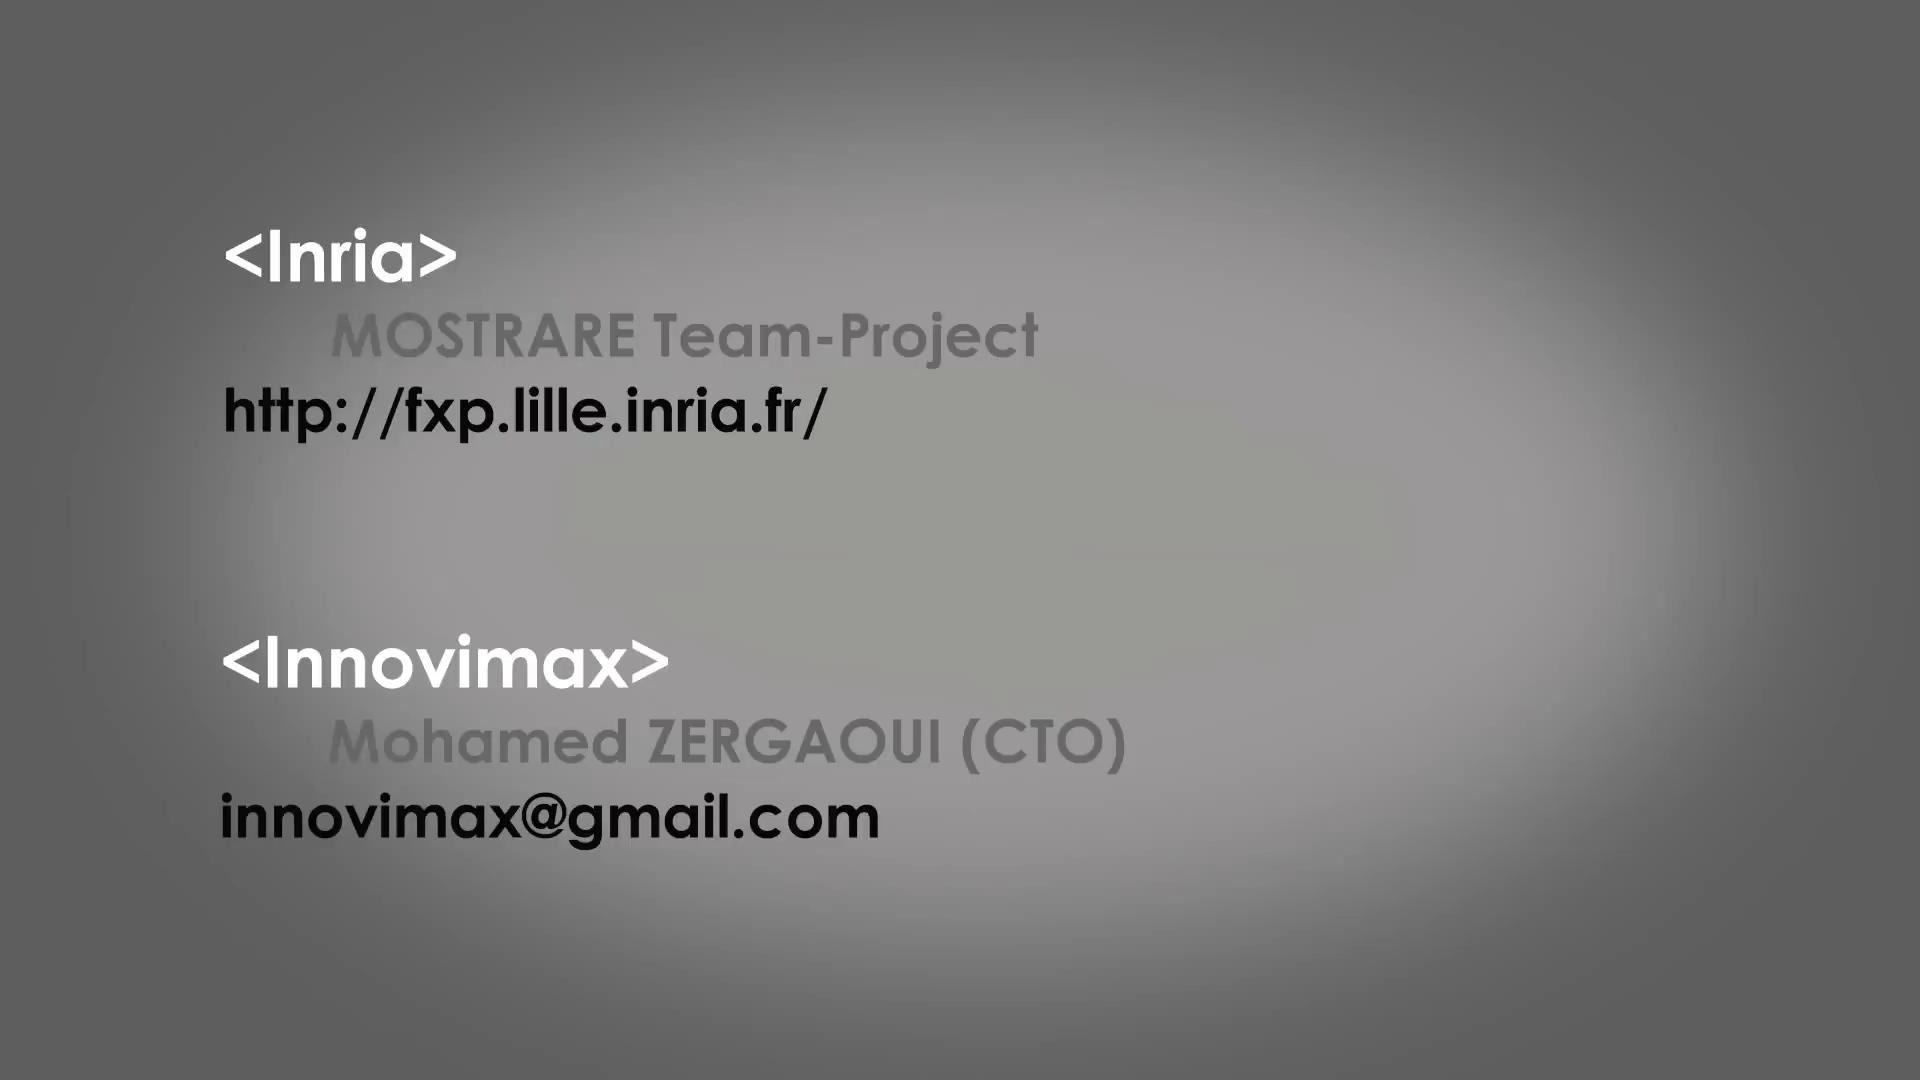 <Inria>
MOSTRARE Team-Project
http://fxp.lille.inria.fr/
<Innovimax>
Mohamed ZERGAOUI (CTO)
innovimax@gmail.com